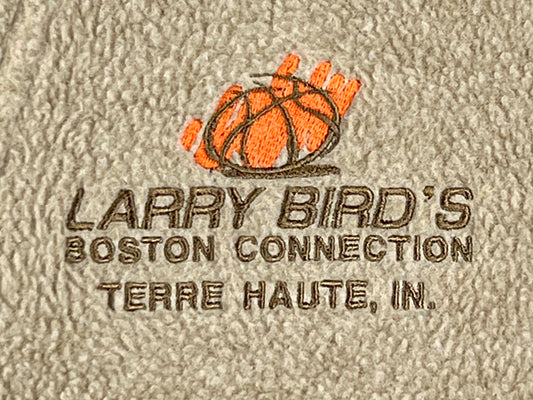 LARRY BIRD'S
BOSTON CONNECTION
TERRE HAUTE, IN.